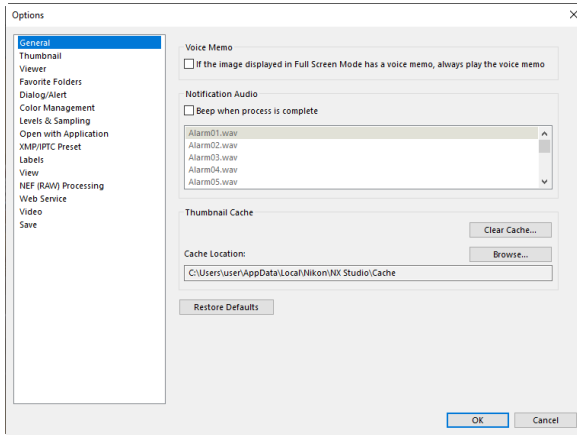 Options
General
Thumbnail
Viewer
Favorite Folders
Dialog/Alert
Color Management
Levels & Sampling
Open with Application
XMP/IPTC Preset
Labels
View
NEF (RAW) Processing
Web Service
Video
Save
Voice Memo
If the image displayed in Full Screen Mode has a voice memo, always play the voice memo
Notification Audio
Beep when process is complete
Alarm01.wav
Alarm02.wav
Alarm03.wav
Alarm04.wav
Alarm05.wav
Thumbnail Cache
Clear Cache...
Cache Location:
Browse...
C:\Users\user\AppData\Local\Nikon\NX Studio\Cache
Restore Defaults
OK
Cancel